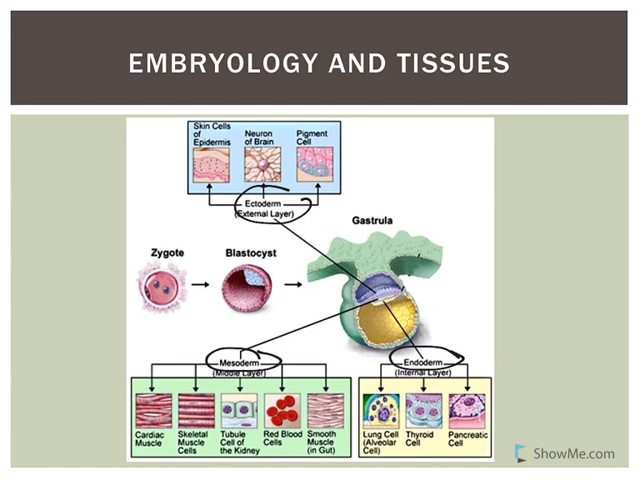 EMBRYOLOGY AND TISSUES
Skin Cells
of
Epidermis
Neuron
of Brain
Pigment
Cell
Ectoderm
(External Layer)
Gastrula
Zygote
Blastocyst
Mesoderm
(Middle Layer)
Endoderm
(Internal Layer)
Cardiac
Muscle
Skeletal
Muscle
Cells
Tubule
Cell of
the Kidney
Red Blood
Cells
Smooth
Muscle
(in Gut)
Lung Cell
(Alveolar
Cell)
Thyroid
Cell
Pancreatic
Cell
ShowMe.com